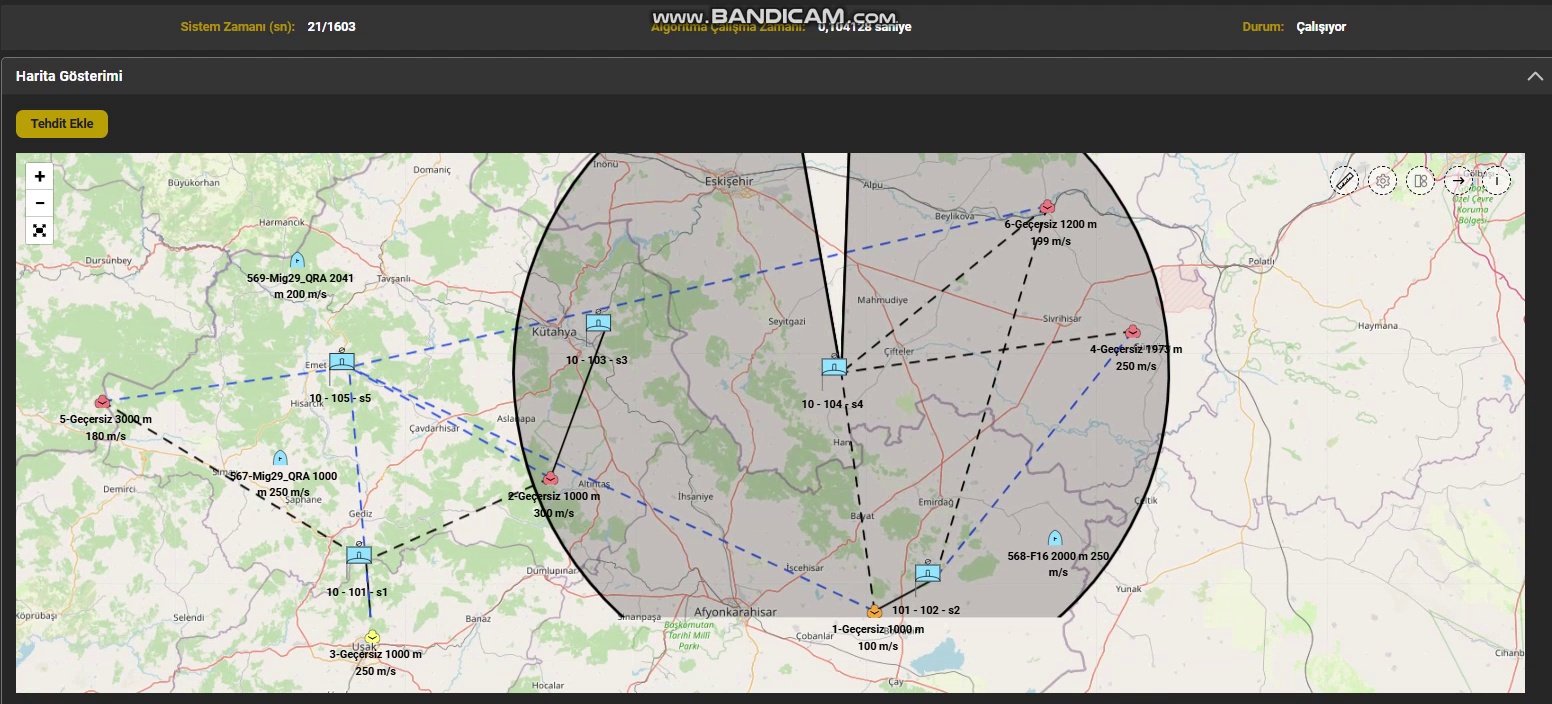 www.BANDICAM.com
Sistem Zamanı (sn): 21/1603
Algoritma Çalışma Zamanı: 0,104128 saniye
Durum: Çalışıyor
Harita Gösterimi
Tehdit Ekle
+
−
i
İnönü
Eskişehir
Alpu
Domaniç
Büyükorhan
Harmancık
Dursunbey
Tavşanlı
Beylikova
Polatlı
Gölbaşı
Özel Çevre
Koruma
Bölgesi
6-Geçersiz 1200 m
199 m/s
569-Mig29_QRA 2041
m 200 m/s
Mahmudiye
Seyitgazi
Sivrihisar
Haymana
Kütahya
10 - 103 - s3
Çifteler
4-Geçersiz 1973 m
250 m/s
Emet
10 - 105 - s5
Hisarcık
10 - 104 - s4
5-Geçersiz 3000 m
180 m/s
Aslanapa
Çavdarhisar
Han
567-Mig29_QRA 1000
m 250 m/s
Simav
Demirci
Şaphane
Altıntaş
2-Geçersiz 1000 m
300 m/s
İhsaniye
Emirdağ
Çeltik
Gediz
Bayat
568-F16 2000 m 250
m/s
Dumlupınar
İscehisar
Yunak
10 - 101 - s1
101 - 102 - s2
Köprübaşı
Selendi
Banaz
Sinanpaşa
Afyonkarahisar
Başkomutan
Tarihî Millî
Parkı
1-Geçersiz 1000 m
100 m/s
Çobanlar
Uşak
3-Geçersiz 1000 m
250 m/s
Cihanb
Hocalar
Çay